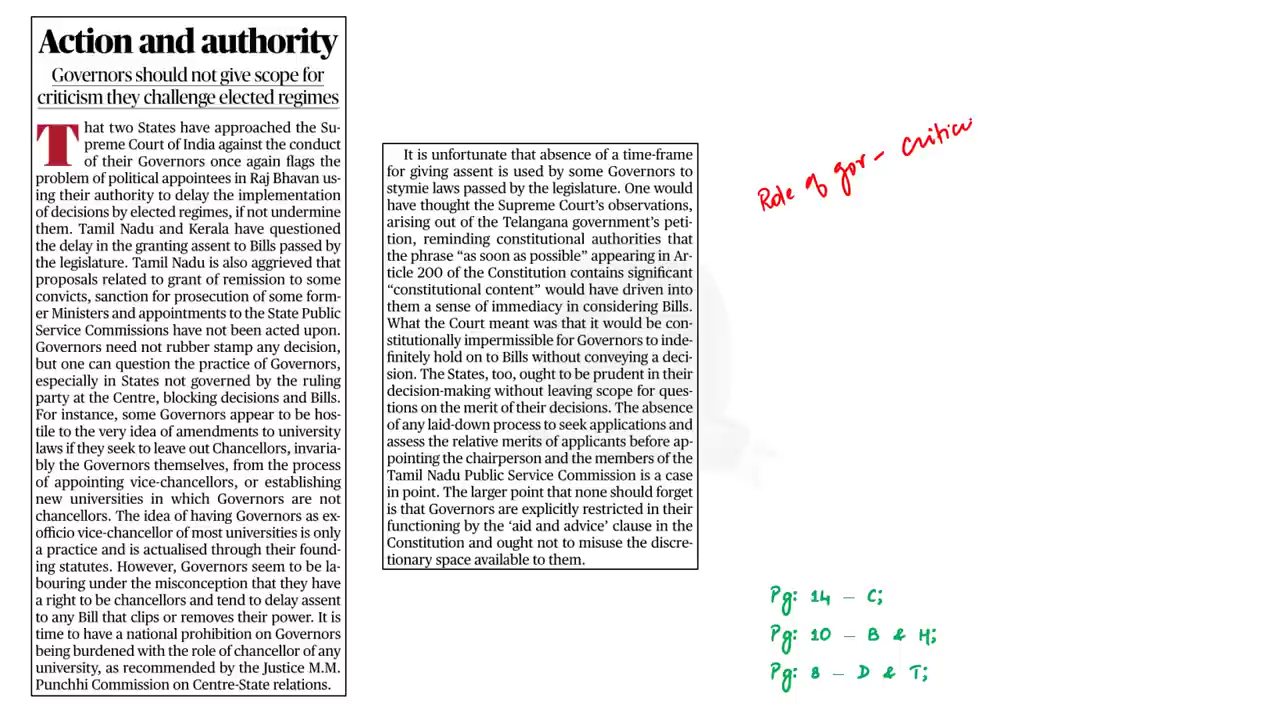 Action and authority
Governors should not give scope for
criticism they challenge elected regimes
That two States have approached the Su-
preme Court of India against the conduct
of their Governors once again flags the
problem of political appointees in Raj Bhavan us-
ing their authority to delay the implementation
of decisions by elected regimes, if not undermine
them. Tamil Nadu and Kerala have questioned
the delay in the granting assent to Bills passed by
the legislature. Tamil Nadu is also aggrieved that
proposals related to grant of remission to some
convicts, sanction for prosecution of some form-
er Ministers and appointments to the State Public
Service Commissions have not been acted upon.
Governors need not rubber stamp any decision,
but one can question the practice of Governors,
especially in States not governed by the ruling
party at the Centre, blocking decisions and Bills.
For instance, some Governors appear to be hos-
tile to the very idea of amendments to university
laws if they seek to leave out Chancellors, invaria-
bly the Governors themselves, from the process
of appointing vice-chancellors, or establishing
new universities in which Governors are not
chancellors. The idea of having Governors as ex-
officio vice-chancellor of most universities is only
a practice and is actualised through their found-
ing statutes. However, Governors seem to be la-
bouring under the misconception that they have
a right to be chancellors and tend to delay assent
to any Bill that clips or removes their power. It is
time to have a national prohibition on Governors
being burdened with the role of chancellor of any
university, as recommended by the Justice M.M.
Punchhi Commission on Centre-State relations.
It is unfortunate that absence of a time-frame
for giving assent is used by some Governors to
stymie laws passed by the legislature. One would
have thought the Supreme Court's observations,
arising out of the Telangana government's peti-
tion, reminding constitutional authorities that
the phrase “as soon as possible” appearing in Ar-
ticle 200 of the Constitution contains significant
“constitutional content” would have driven into
them a sense of immediacy in considering Bills.
What the Court meant was that it would be con-
stitutionally impermissible for Governors to inde-
finitely hold on to Bills without conveying a deci-
sion. The States, too, ought to be prudent in their
decision-making without leaving scope for ques-
tions on the merit of their decisions. The absence
of any laid-down process to seek applications and
assess the relative merits of applicants before ap-
pointing the chairperson and the members of the
Tamil Nadu Public Service Commission is a case
in point. The larger point that none should forget
is that Governors are explicitly restricted in their
functioning by the ‘aid and advice’ clause in the
Constitution and ought not to misuse the discre-
tionary space available to them.
Role of gov - Critica
Pg: 14 - C;
Pg: 10 - B & H;
Pg: 8 - D & T;